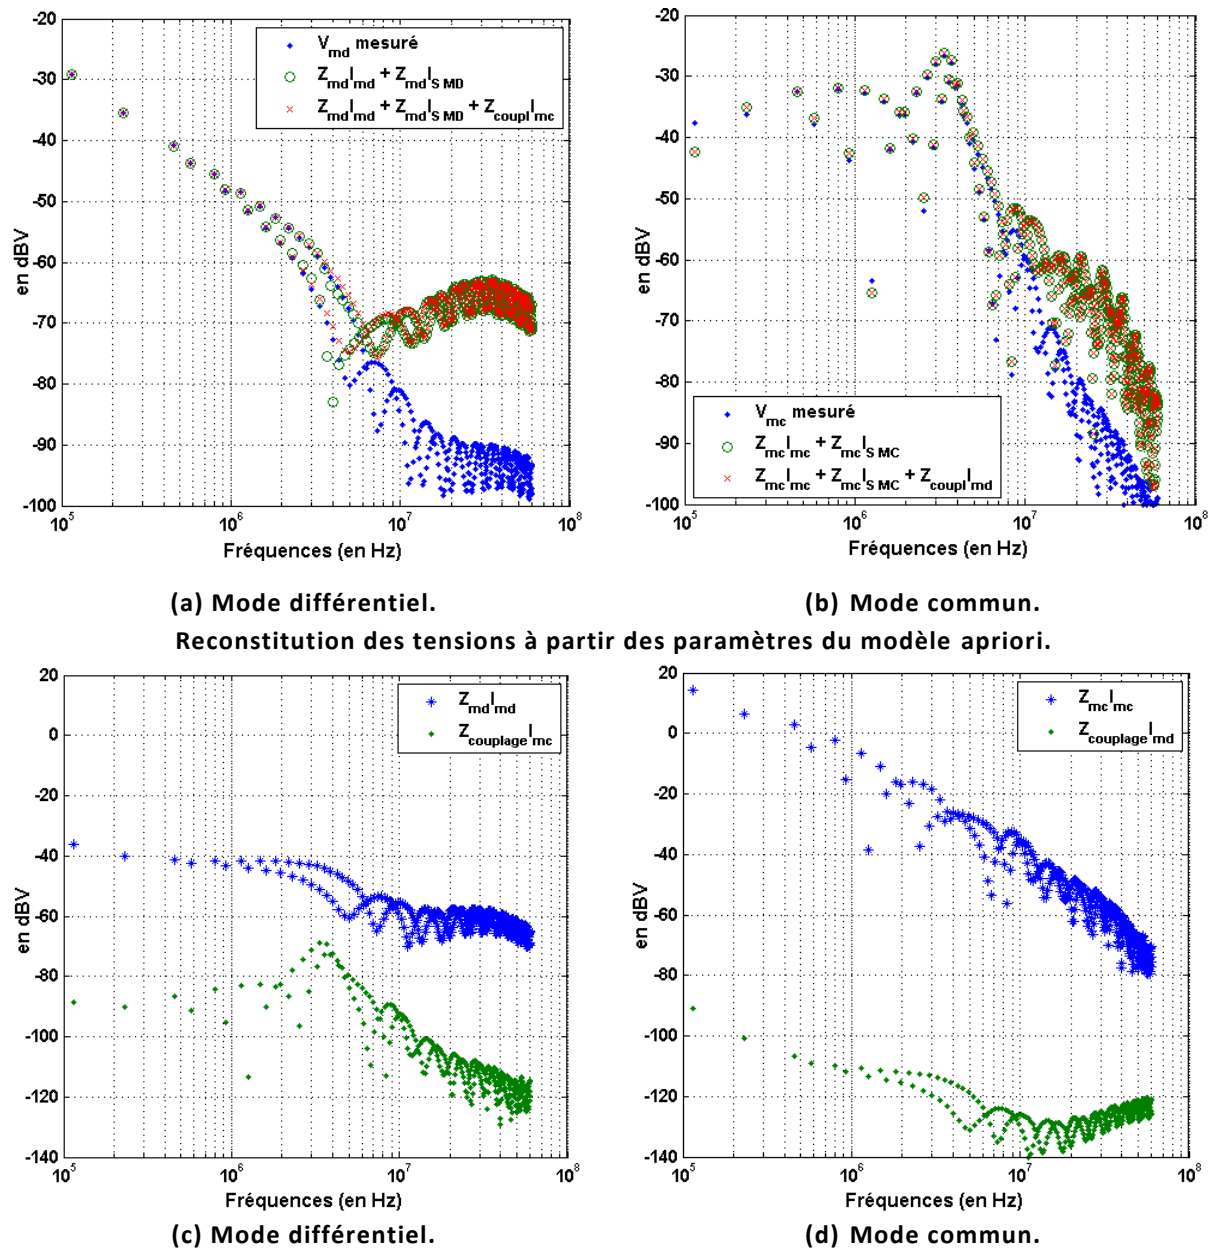 -20
-30
-40
-50
-60
-70
-80
-90
-100
en dBV
V_md mesuré
Z_md I_md + Z_md I_S MD
Z_md I_md + Z_md I_S MD + Z_coupl I_mc
10^5 10^6 10^7 10^8
Fréquences (en Hz)
-20
-30
-40
-50
-60
-70
-80
-90
-100
en dBV
V_mc mesuré
Z_mc I_mc + Z_mc I_S MC
Z_mc I_mc + Z_mc I_S MC + Z_coupl I_md
10^5 10^6 10^7 10^8
Fréquences (en Hz)
(a) Mode différentiel.
(b) Mode commun.
Reconstitution des tensions à partir des paramètres du modèle apriori.
20
0
-20
-40
-60
-80
-100
-120
-140
en dBV
Z_md I_md
Z_couplage I_mc
10^5 10^6 10^7 10^8
Fréquences (en Hz)
20
0
-20
-40
-60
-80
-100
-120
-140
en dBV
Z_mc I_mc
Z_couplage I_md
10^5 10^6 10^7 10^8
Fréquences (en Hz)
(c) Mode différentiel.
(d) Mode commun.